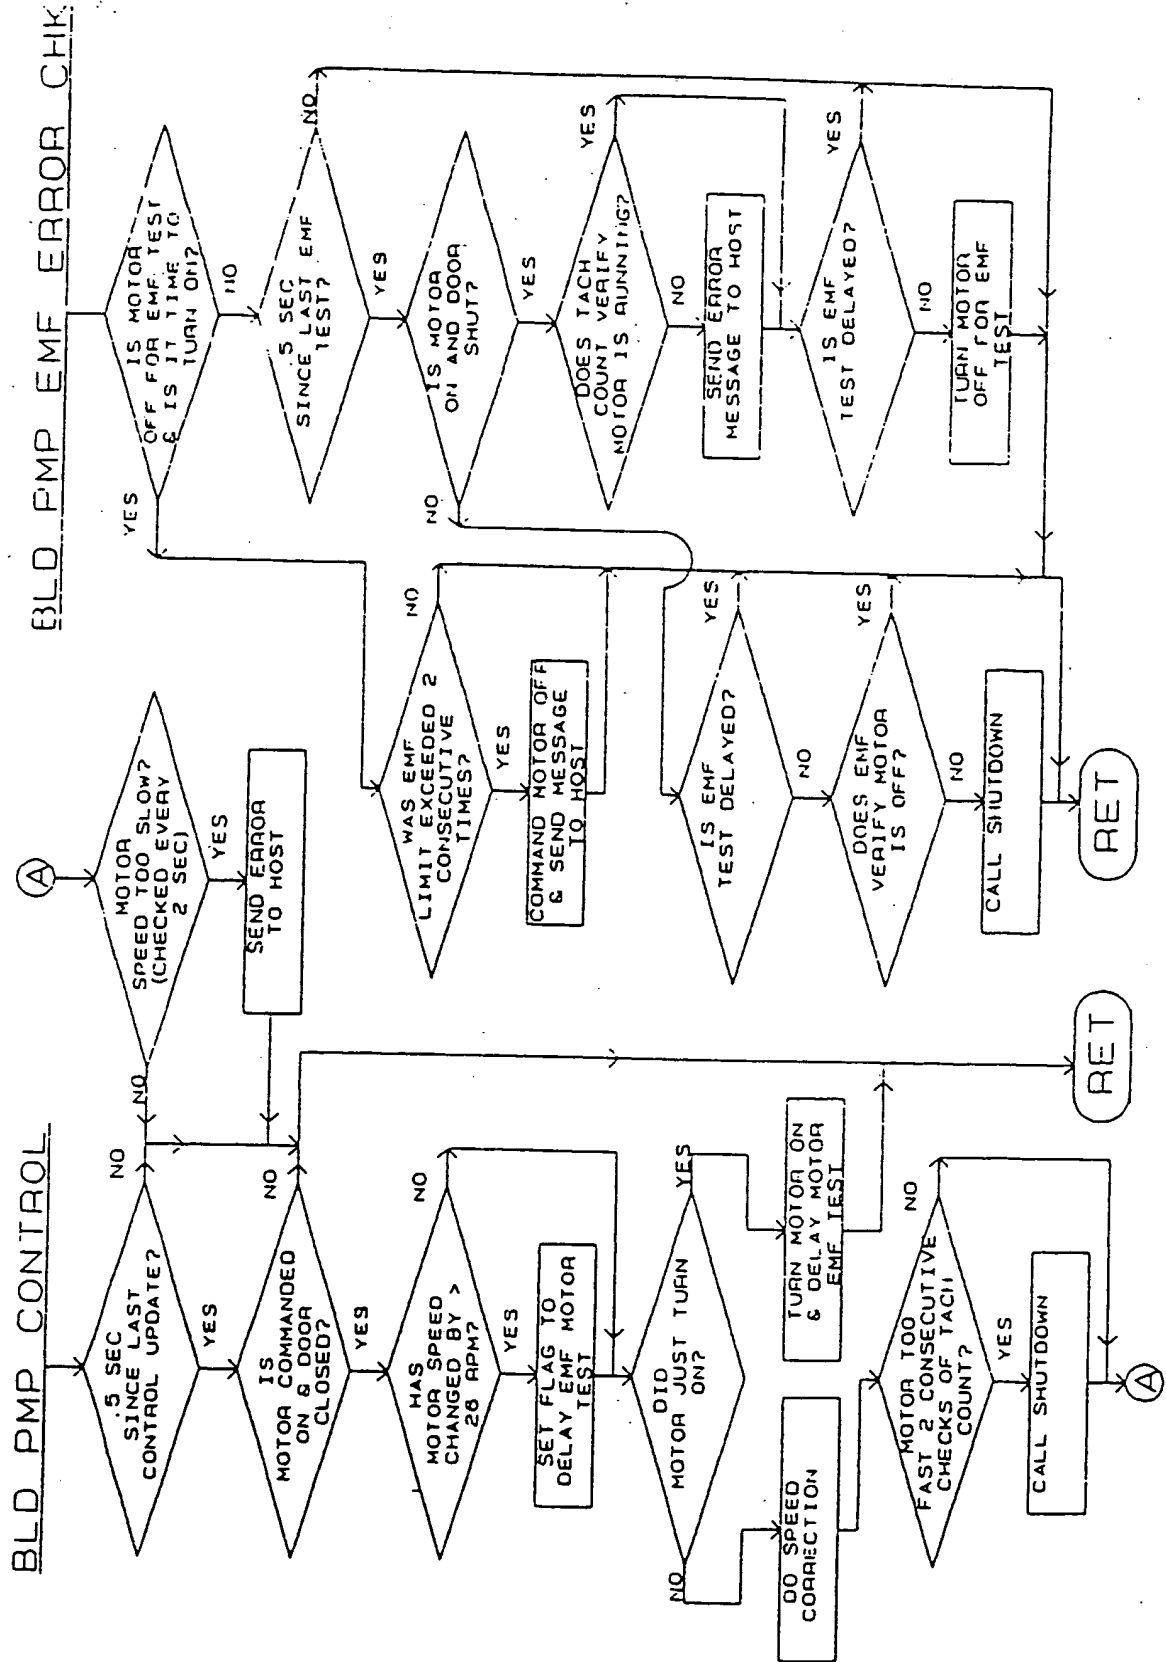 BLD PMP CONTROL
.5 SEC
SINCE LAST
CONTROL UPDATE?
NO
YES
IS
MOTOR COMMANDED
ON & DOOR
CLOSED?
NO
YES
HAS
MOTOR SPEED
CHANGED BY >
26 RPM?
NO
YES
SET FLAG TO
DELAY EMF MOTOR
TEST
DID
MOTOR JUST TURN
ON?
NO
YES
DO SPEED
CORRECTION
TURN MOTOR ON
& DELAY MOTOR
EMF TEST
MOTOR TOO
FAST 2 CONSECUTIVE
CHECKS OF TACH
COUNT?
NO
YES
CALL SHUTDOWN
A
A
MOTOR
SPEED TOO SLOW?
(CHECKED EVERY
2 SEC)
NO
YES
SEND ERROR
TO HOST
RET
BLD PMP EMF ERROR CHK
IS MOTOR
OFF FOR EMF TEST
& IS IT TIME TO
TURN ON?
YES
NO
.5 SEC
SINCE LAST EMF
TEST?
NO
YES
IS MOTOR
ON AND DOOR
SHUT?
NO
YES
DOES TACH
COUNT VERIFY
MOTOR IS RUNNING?
YES
NO
SEND ERROR
MESSAGE TO HOST
IS EMF
TEST DELAYED?
YES
NO
TURN MOTOR
OFF FOR EMF
TEST
WAS EMF
LIMIT EXCEEDED 2
CONSECUTIVE
TIMES?
NO
YES
COMMAND MOTOR OFF
& SEND MESSAGE
TO HOST
IS EMF
TEST DELAYED?
YES
NO
DOES EMF
VERIFY MOTOR
IS OFF?
YES
NO
CALL SHUTDOWN
RET